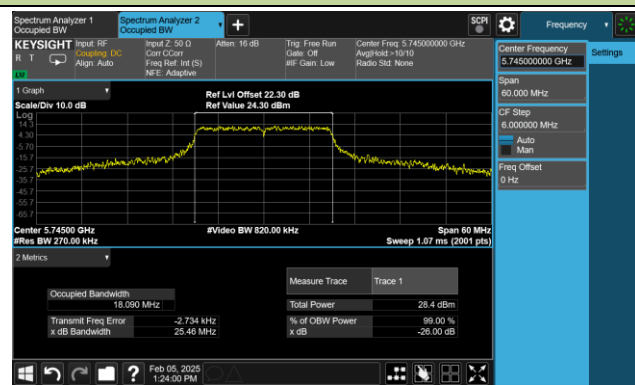 Spectrum Analyzer 1
Occupied BW
Spectrum Analyzer 2
Occupied BW
SCPI
Frequency
KEYSIGHT
R T
LW
Input: RF
Coupling: DC
Align: Auto
Input Z: 50 Ω
Corr CCorr
Freq Ref: Int (S)
NFE: Adaptive
Atten: 16 dB
Trig: Free Run
Gate: Off
#IF Gain: Low
Center Freq: 5.745000000 GHz
Avg|Hold:>10/10
Radio Std: None
Center Frequency
5.745000000 GHz
Settings
Span
60.000 MHz
CF Step
6.000000 MHz
Auto
Man
Freq Offset
0 Hz
1 Graph
Scale/Div 10.0 dB
Ref Lvl Offset 22.30 dB
Ref Value 24.30 dBm
Log
14.3
4.30
-5.70
-15.7
-25.7
-35.7
-45.7
-55.7
-65.7
Center 5.74500 GHz
#Res BW 270.00 kHz
#Video BW 820.00 kHz
Span 60 MHz
Sweep 1.07 ms (2001 pts)
2 Metrics
Measure Trace
Trace 1
Occupied Bandwidth
18.090 MHz
Total Power
28.4 dBm
Transmit Freq Error
-2.734 kHz
% of OBW Power
99.00 %
x dB Bandwidth
25.46 MHz
x dB
-26.00 dB
?
Feb 05, 2025
1:24:00 PM